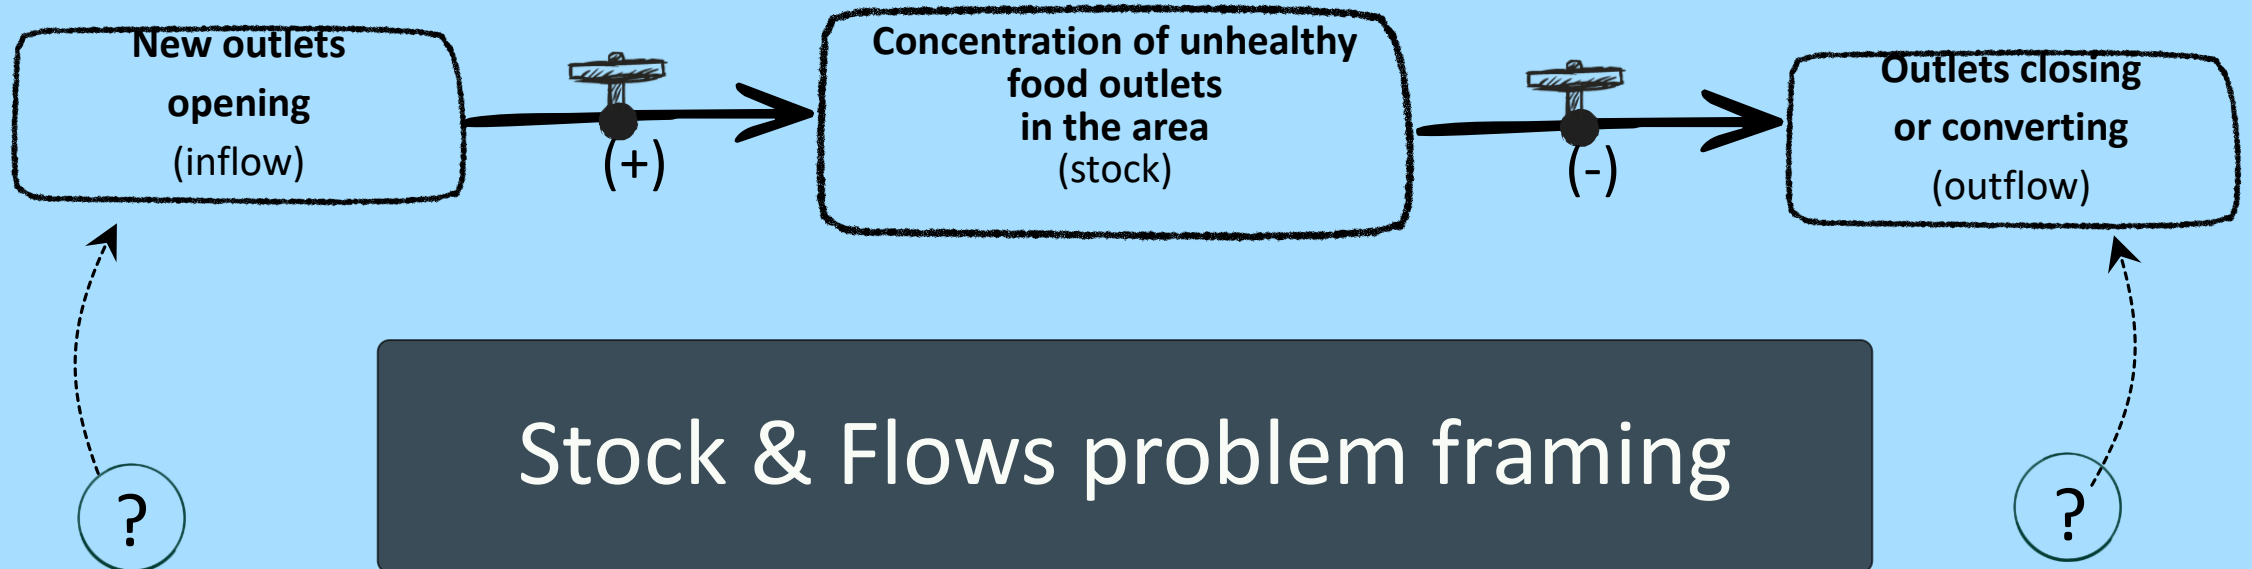 New outlets
opening
(inflow)
(+)
Concentration of unhealthy
food outlets
in the area
(stock)
(-)
Outlets closing
or converting
(outflow)
Stock & Flows problem framing
?
?